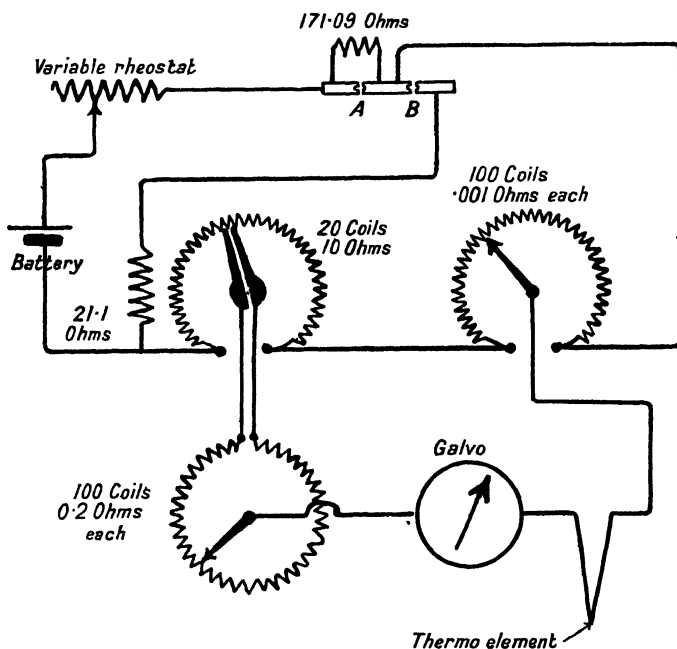 171·09 Ohms
Variable rheostat
A
B
100 Coils
·001 Ohms each
20 Coils
10 Ohms
Battery
21·1
Ohms
Galvo
100 Coils
0·2 Ohms
each
Thermo element